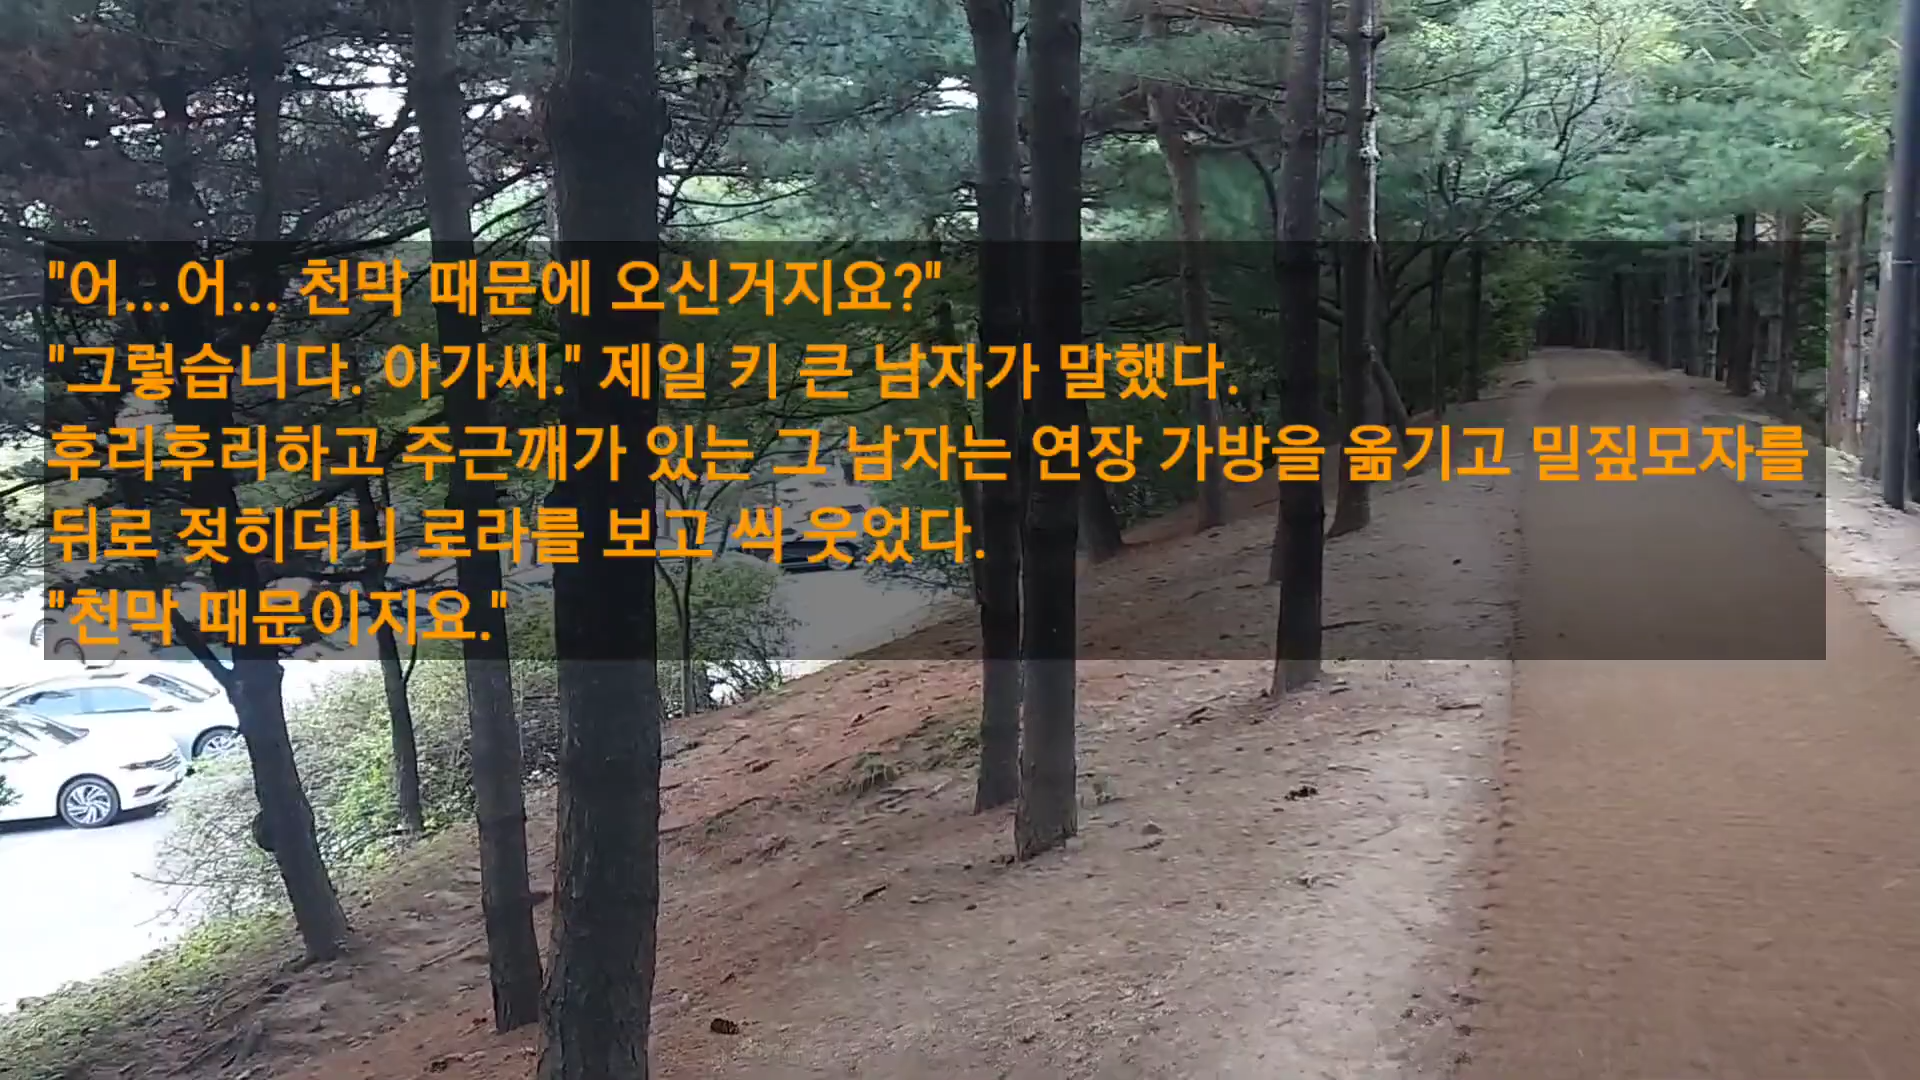 "어...어... 천막 때문에 오신거지요?"
"그렇습니다. 아가씨." 제일 키 큰 남자가 말했다.
후리후리하고 주근깨가 있는 그 남자는 연장 가방을 옮기고 밀짚모자를
뒤로 젖히더니 로라를 보고 씩 웃었다.
"천막 때문이지요."